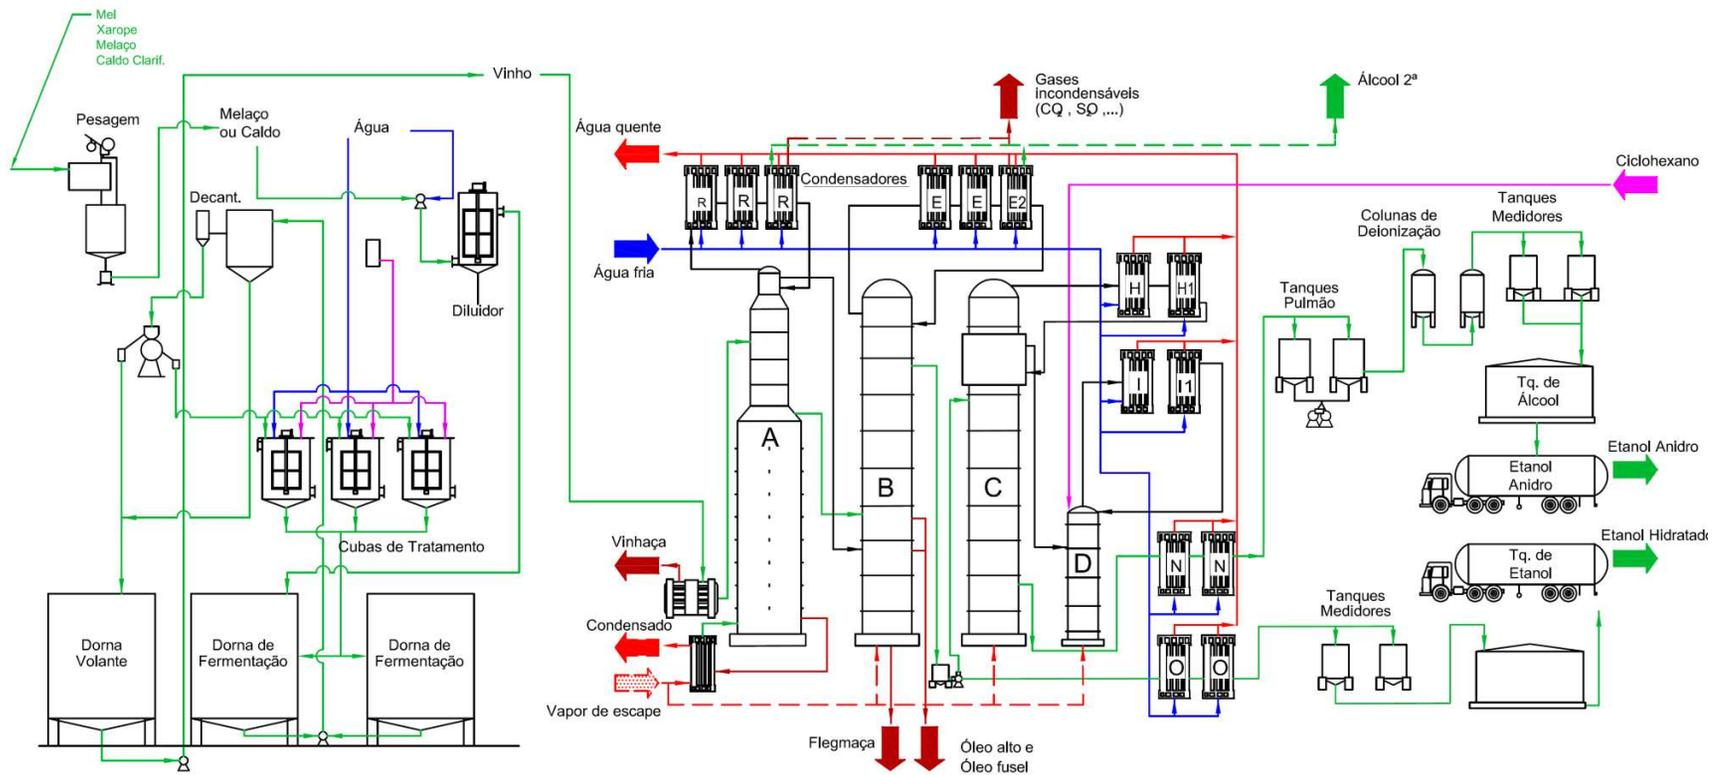 Mel
Xarope
Melaço
Caldo Clarif.
Pesagem
Melaço
ou Caldo
Água
Vinho
Decant.
Diluidor
Cubas de Tratamento
Dorna
Volante
Dorna de
Fermentação
Dorna de
Fermentação
Água quente
Gases
Incondensáveis
(CO2 , SO2 ,...)
Álcool 2ª
Condensadores
R
R
R
E
E
E2
Água fria
Ciclohexano
H
H1
I
I1
A
B
C
D
N
N
O
O
Vinhaça
Condensado
Vapor de escape
Flegmaça
Óleo alto e
Óleo fusel
Tanques
Pulmão
Colunas de
Deionização
Tanques
Medidores
Tq. de
Álcool
Etanol
Anidro
Etanol Anidro
Tq. de
Etanol
Etanol Hidratado
Tanques
Medidores